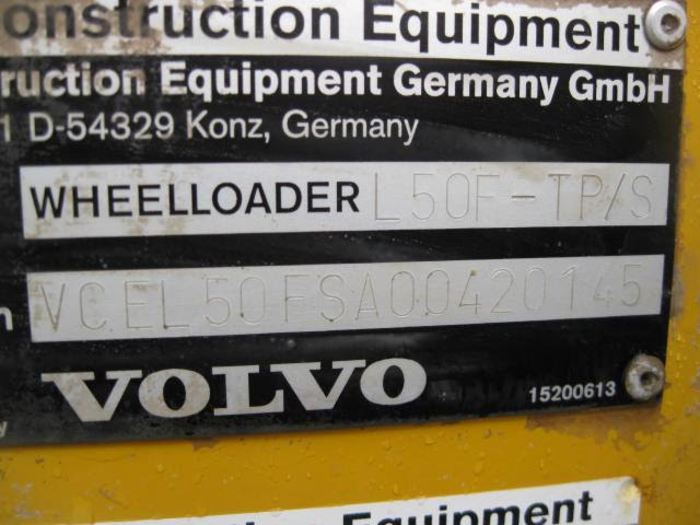 onstruction Equipment
ruction Equipment Germany GmbH
1 D-54329 Konz, Germany
WHEELLOADER L50F-TP/S
n VCEL50FSA00420145
VOLVO 15200613
y
Equipment